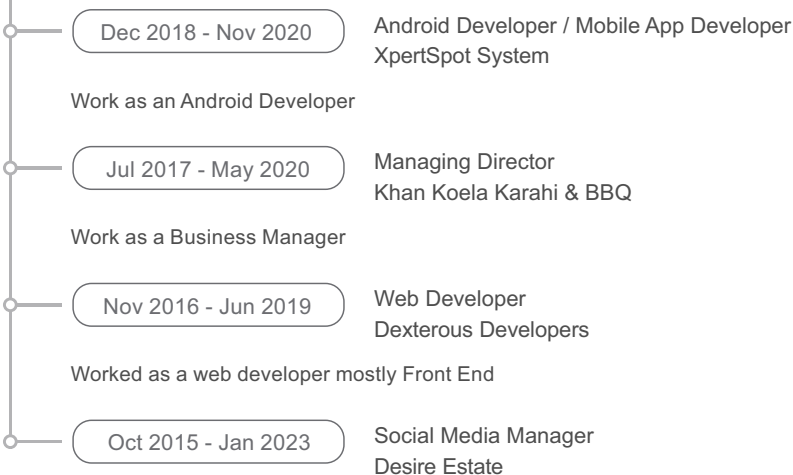 Dec 2018 - Nov 2020
Android Developer / Mobile App Developer
XpertSpot System
Work as an Android Developer
Jul 2017 - May 2020
Managing Director
Khan Koela Karahi & BBQ
Work as a Business Manager
Nov 2016 - Jun 2019
Web Developer
Dexterous Developers
Worked as a web developer mostly Front End
Oct 2015 - Jan 2023
Social Media Manager
Desire Estate